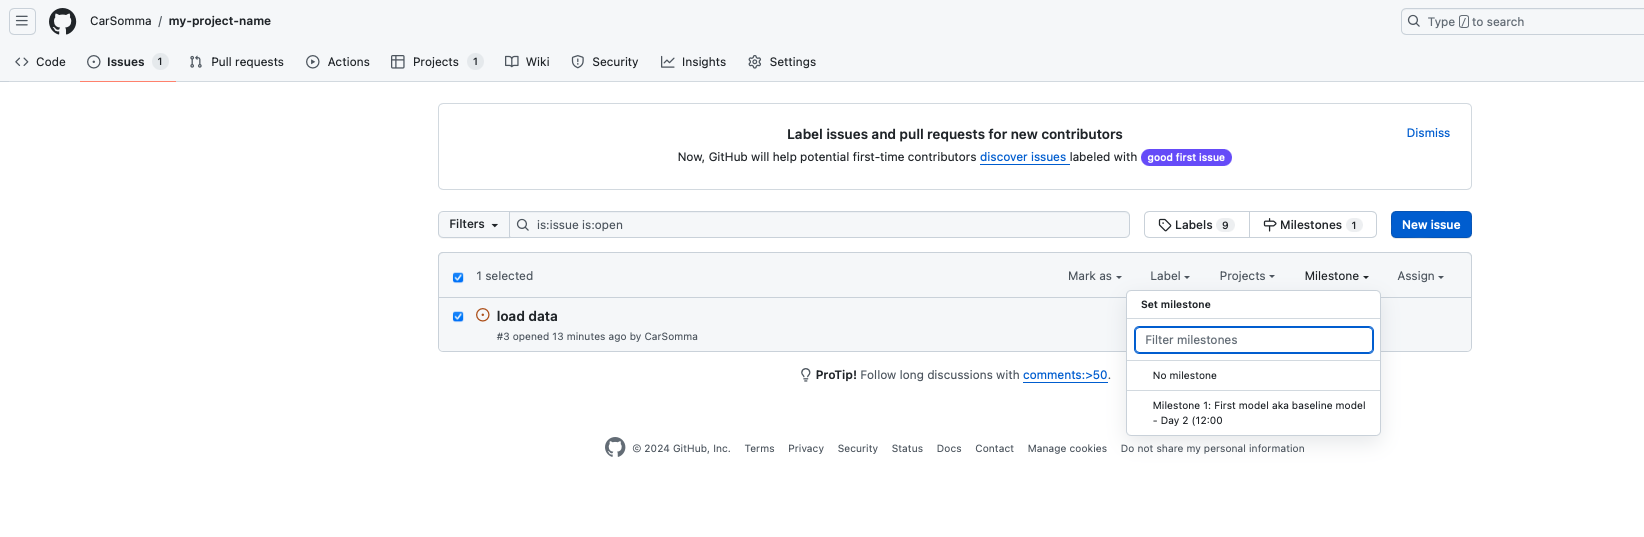 CarSomma / my-project-name
Type / to search
Code
Issues 1
Pull requests
Actions
Projects 1
Wiki
Security
Insights
Settings
Label issues and pull requests for new contributors
Dismiss
Now, GitHub will help potential first-time contributors discover issues labeled with good first issue
Filters
is:issue is:open
Labels 9
Milestones 1
New issue
1 selected
Mark as
Label
Projects
Milestone
Assign
Set milestone
load data
#3 opened 13 minutes ago by CarSomma
Filter milestones
No milestone
Milestone 1: First model aka baseline model
- Day 2 (12:00
ProTip! Follow long discussions with comments:>50.
© 2024 GitHub, Inc.
Terms
Privacy
Security
Status
Docs
Contact
Manage cookies
Do not share my personal information